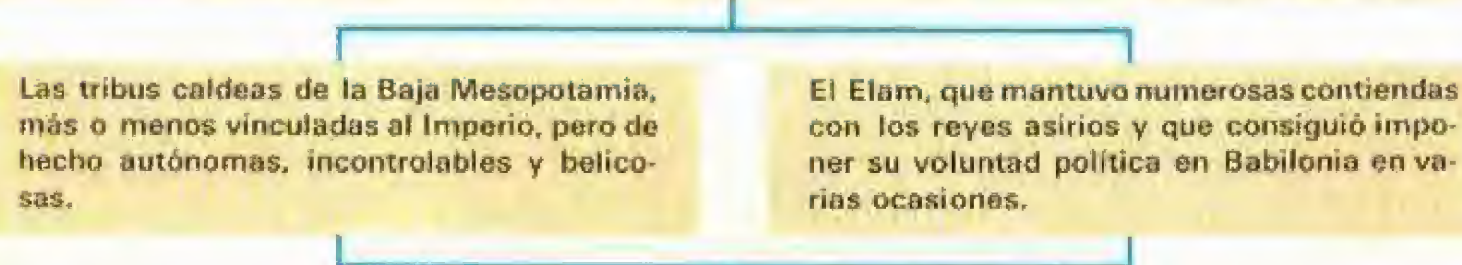 Las tribus caldeas de la Baja Mesopotamia,
más o menos vinculadas al Imperio, pero de
hecho autónomas, incontrolables y belico-
sas.
El Elam, que mantuvo numerosas contiendas
con los reyes asirios y que consiguió impo-
ner su voluntad política en Babilonia en va-
rias ocasiones.